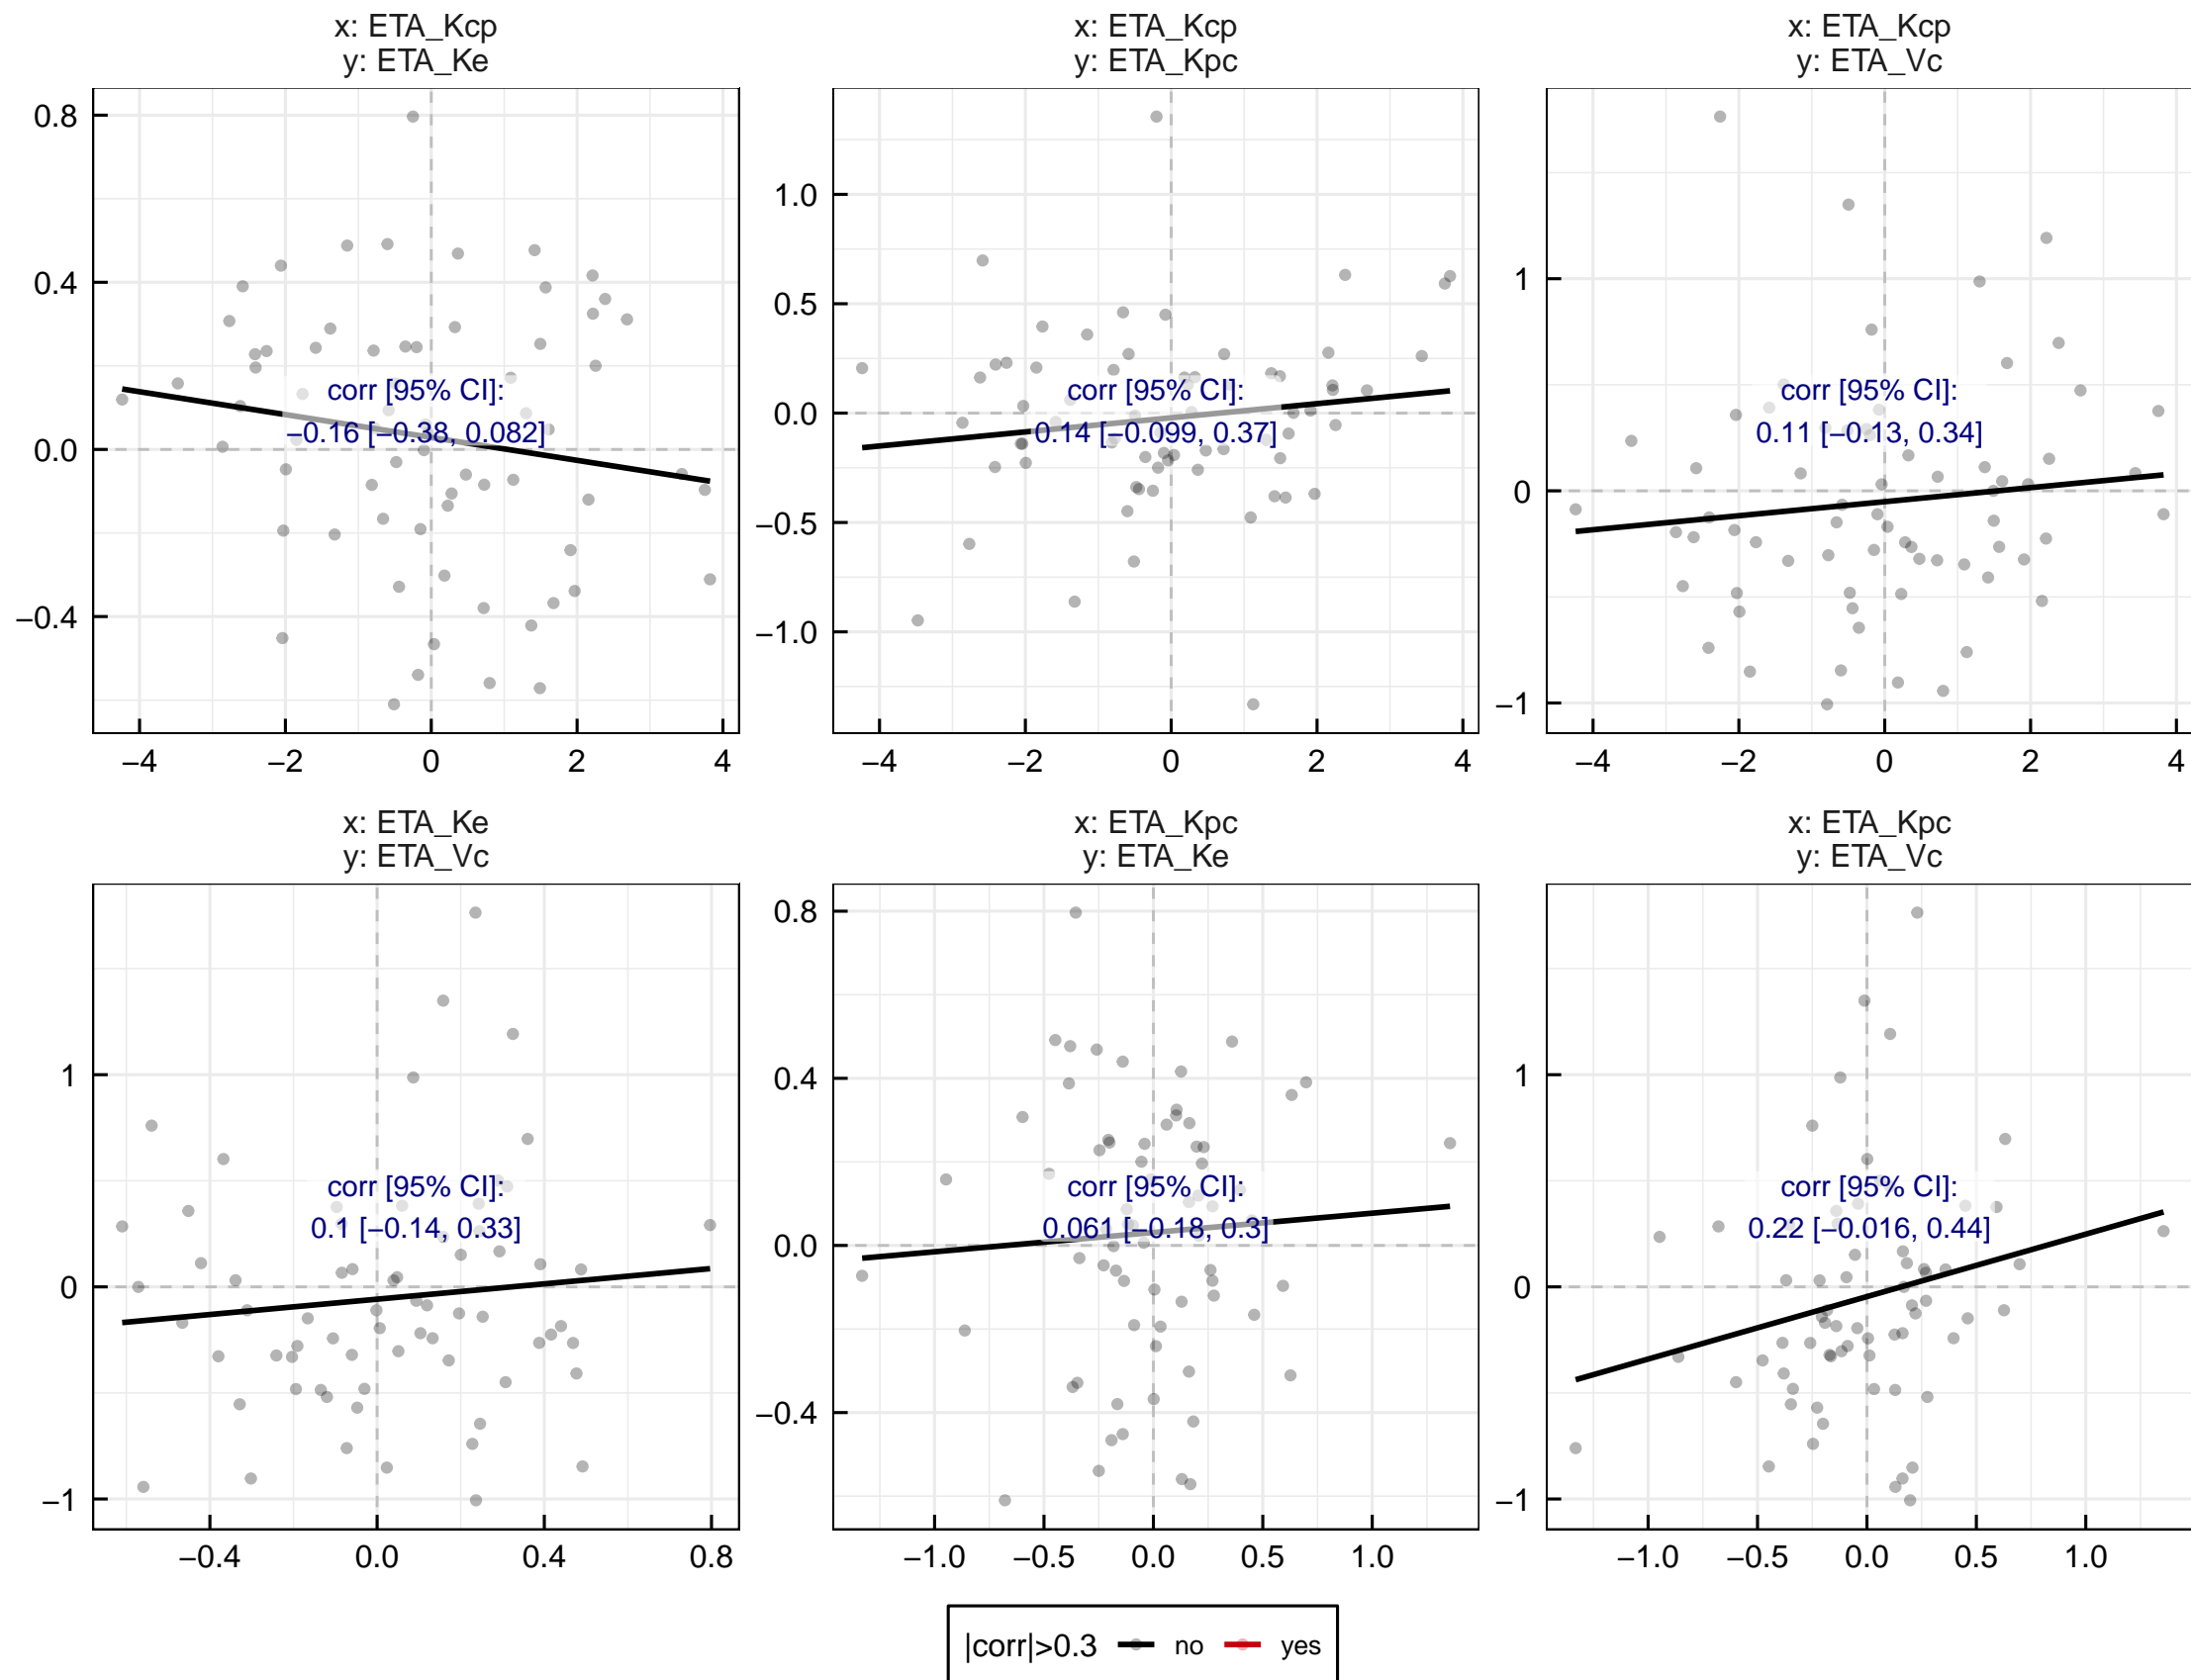 x: ETA_Kcp
y: ETA_Ke
x: ETA_Kcp
y: ETA_Kpc
x: ETA_Kcp
y: ETA_Vc
0.8
0.4
0.0
−0.4
corr [95% CI]:
−0.16 [−0.38, 0.082]
−4 −2 0 2 4
1.0
0.5
0.0
−0.5
−1.0
corr [95% CI]:
0.14 [−0.099, 0.37]
−4 −2 0 2 4
1
0
−1
corr [95% CI]:
0.11 [−0.13, 0.34]
−4 −2 0 2 4
x: ETA_Ke
y: ETA_Vc
x: ETA_Kpc
y: ETA_Ke
x: ETA_Kpc
y: ETA_Vc
1
0
−1
corr [95% CI]:
0.1 [−0.14, 0.33]
−0.4 0.0 0.4 0.8
0.8
0.4
0.0
−0.4
corr [95% CI]:
0.061 [−0.18, 0.3]
−1.0 −0.5 0.0 0.5 1.0
1
0
−1
corr [95% CI]:
0.22 [−0.016, 0.44]
−1.0 −0.5 0.0 0.5 1.0
|corr|>0.3 no yes